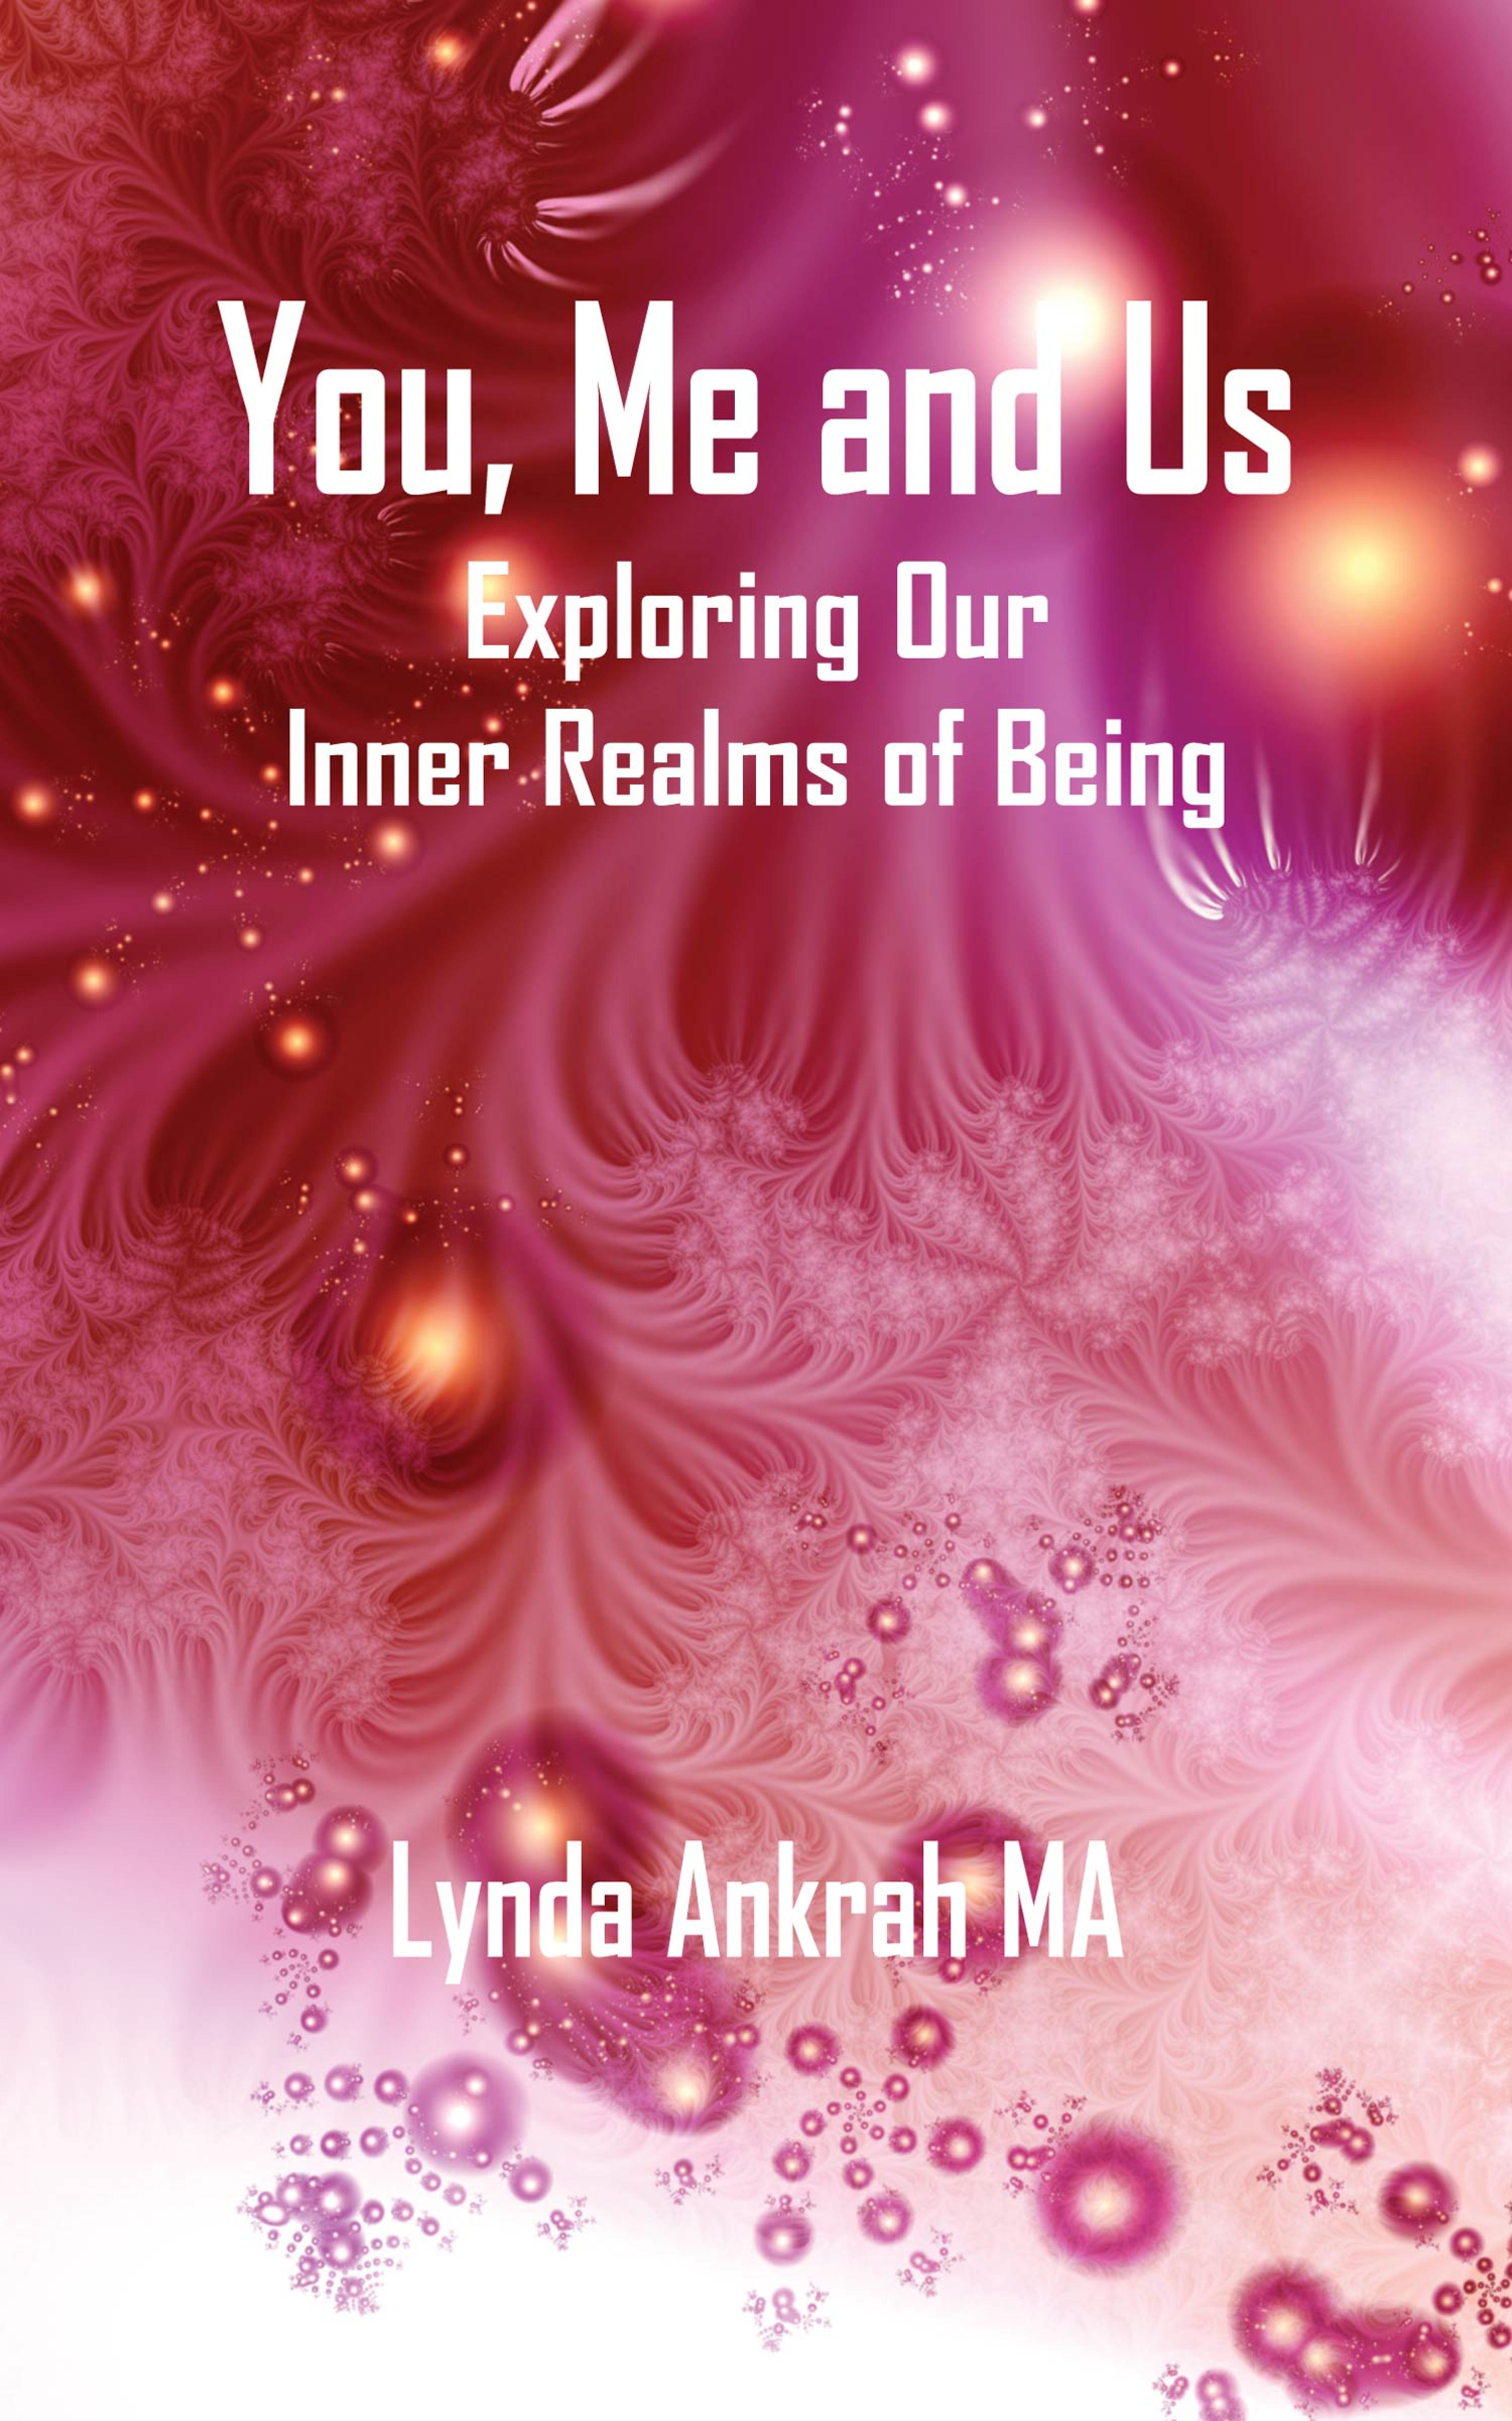 You, Me and Us
Exploring Our
Inner Realms of Being
Lynda Ankrah MA